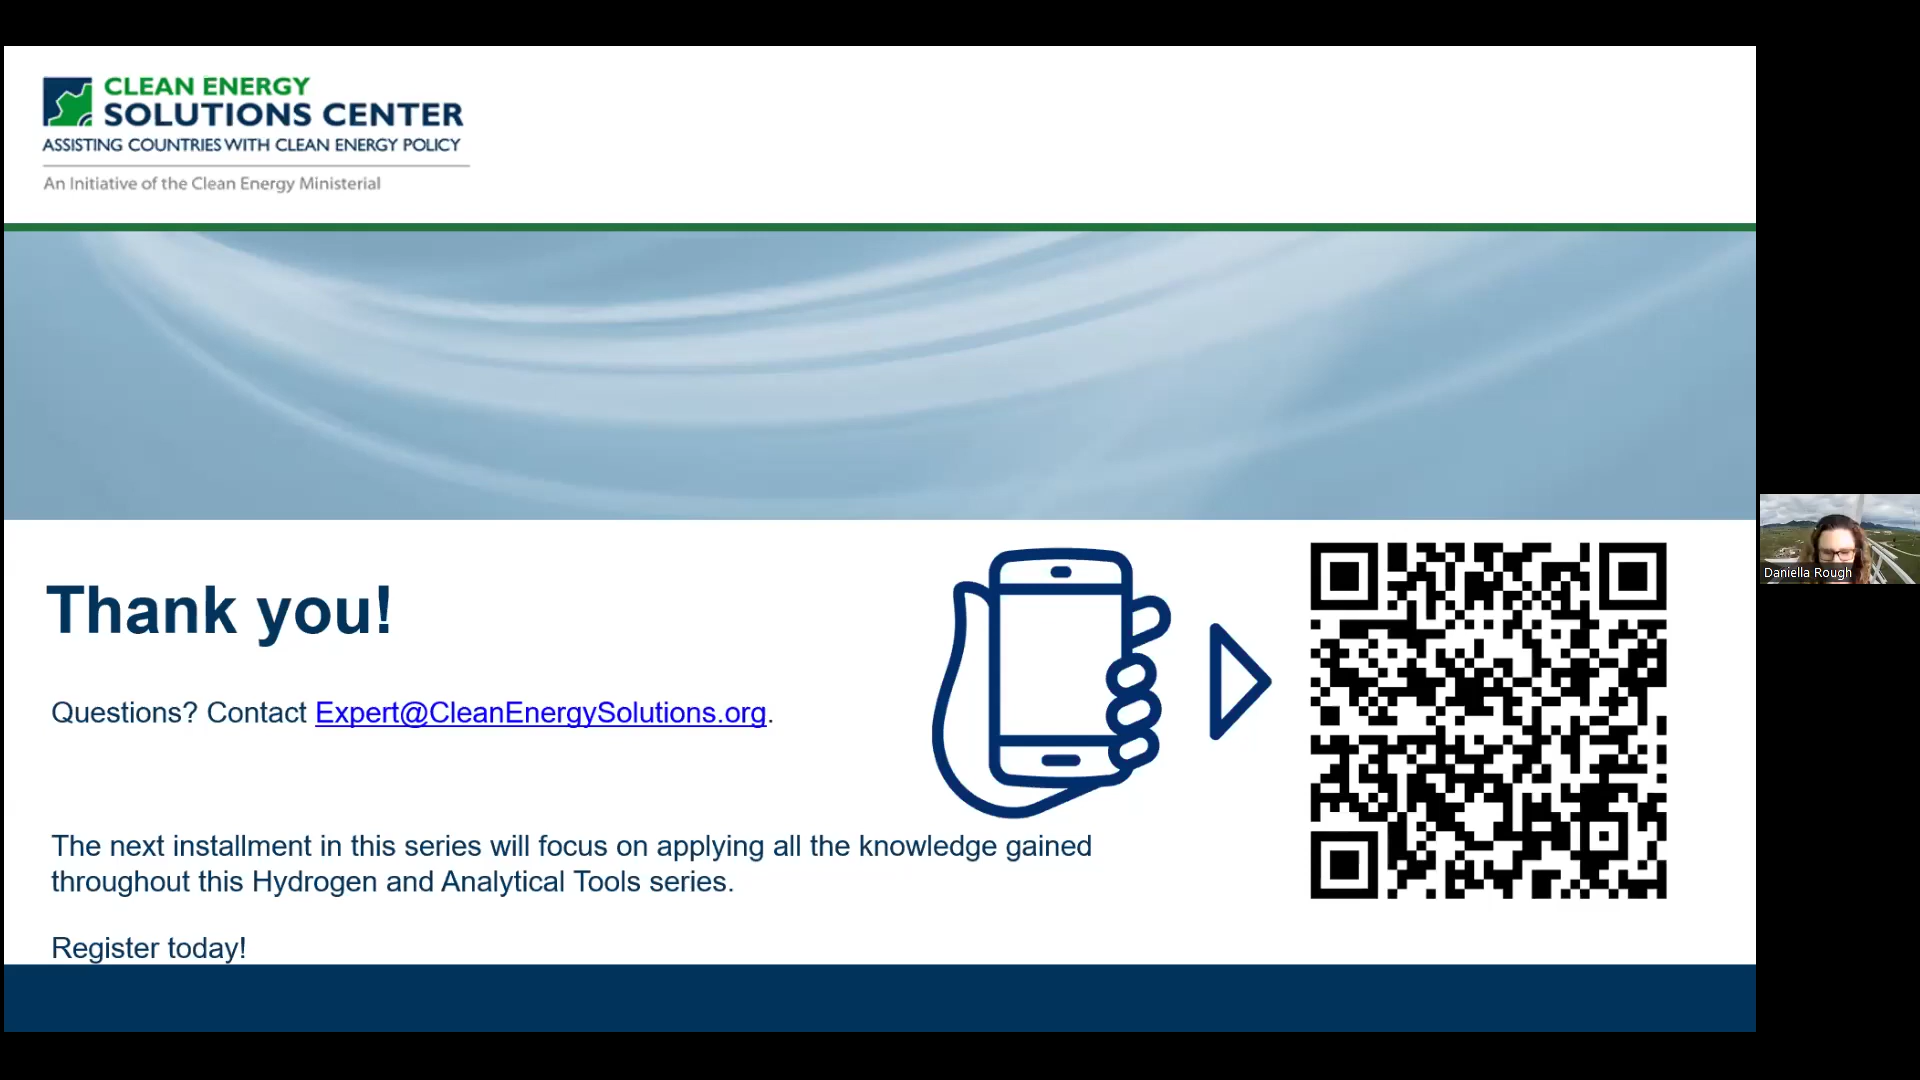 CLEAN ENERGY
SOLUTIONS CENTER
ASSISTING COUNTRIES WITH CLEAN ENERGY POLICY
An Initiative of the Clean Energy Ministerial
Thank you!
Questions? Contact Expert@CleanEnergySolutions.org.
The next installment in this series will focus on applying all the knowledge gained
throughout this Hydrogen and Analytical Tools series.
Register today!
Daniella Rough